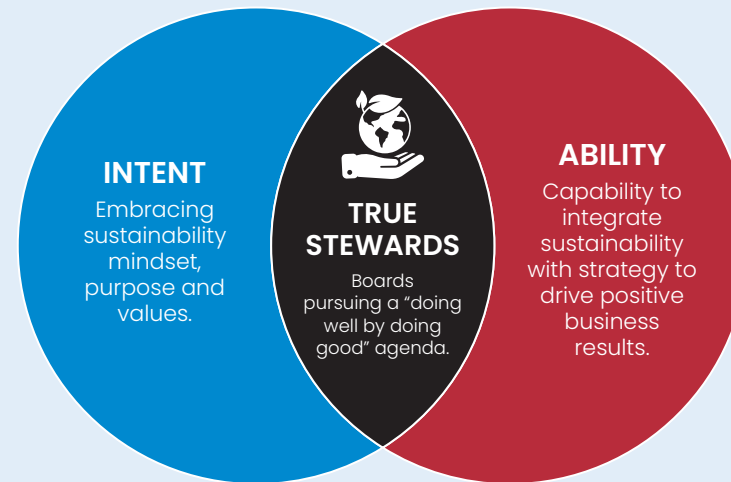 INTENT
Embracing
sustainability
mindset,
purpose and
values.
TRUE
STEWARDS
Boards
pursuing a “doing
well by doing
good” agenda.
ABILITY
Capability to
integrate
sustainability
with strategy to
drive positive
business
results.